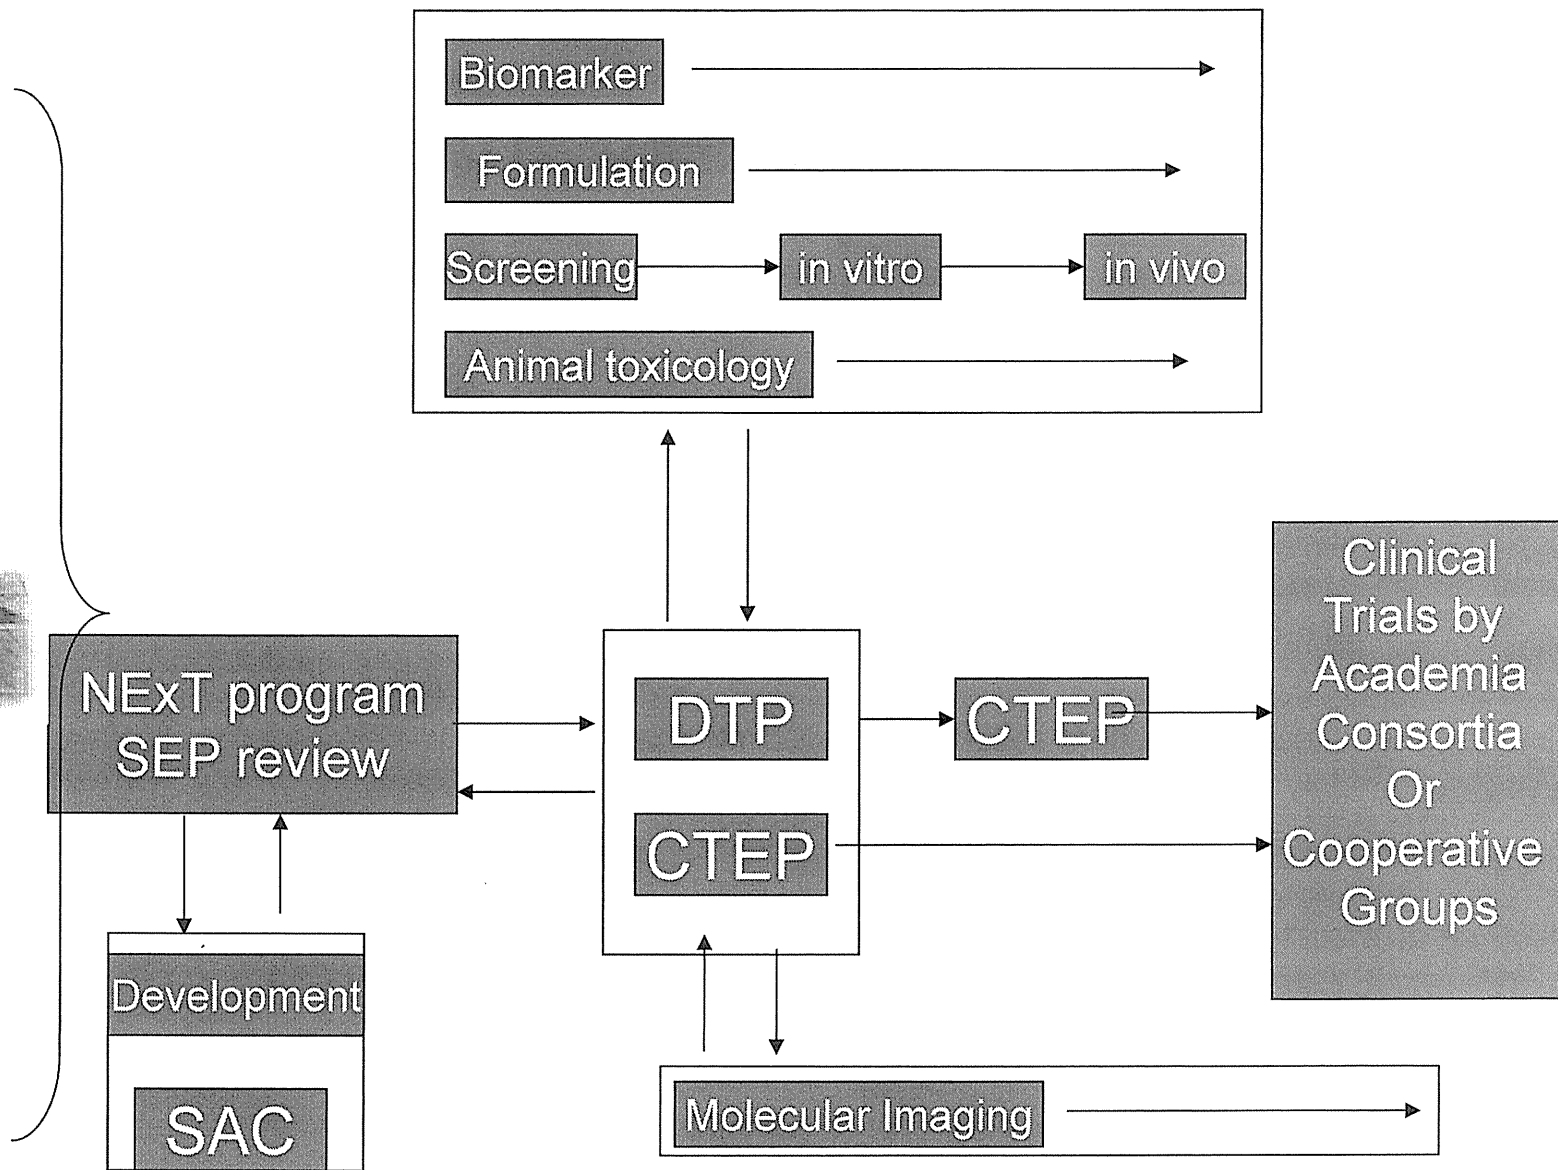 Biomarker
Formulation
Screening
in vitro
in vivo
Animal toxicology
NExT program
SEP review
DTP
CTEP
CTEP
Clinical
Trials by
Academia
Consortia
Or
Cooperative
Groups
Development
SAC
Molecular Imaging